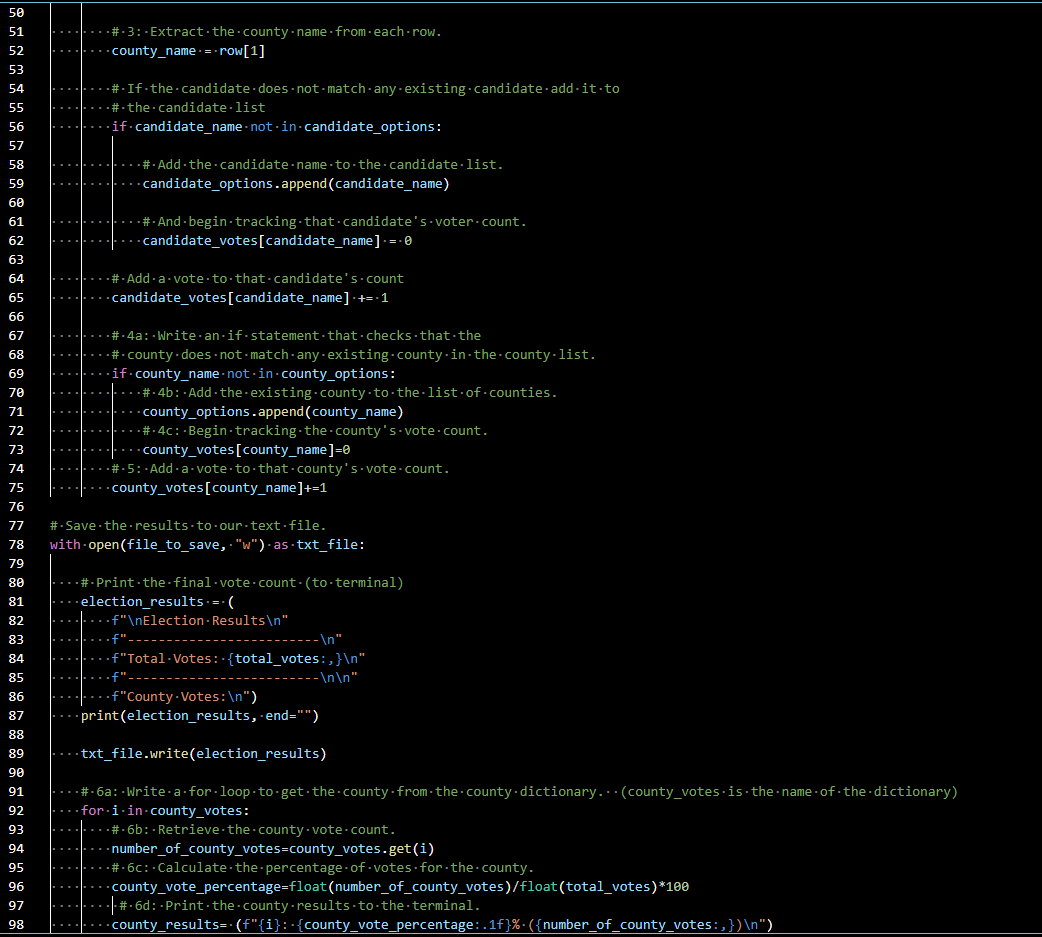 50
51         # 3: Extract the county name from each row.
52         county_name = row[1]
53
54         # If the candidate does not match any existing candidate add it to
55         # the candidate list
56         if candidate_name not in candidate_options:
57
58             # Add the candidate name to the candidate list.
59             candidate_options.append(candidate_name)
60
61             # And begin tracking that candidate's voter count.
62             candidate_votes[candidate_name] = 0
63
64         # Add a vote to that candidate's count
65         candidate_votes[candidate_name] += 1
66
67         # 4a: Write an if statement that checks that the
68         # county does not match any existing county in the county list.
69         if county_name not in county_options:
70             # 4b: Add the existing county to the list of counties.
71             county_options.append(county_name)
72             # 4c: Begin tracking the county's vote count.
73             county_votes[county_name]=0
74         # 5: Add a vote to that county's vote count.
75         county_votes[county_name]+=1
76
77 # Save the results to our text file.
78 with open(file_to_save, "w") as txt_file:
79
80     # Print the final vote count (to terminal)
81     election_results = (
82         f"\nElection Results\n"
83         f"-------------------------\n"
84         f"Total Votes: {total_votes:,}\n"
85         f"-------------------------\n\n"
86         f"County Votes:\n")
87     print(election_results, end="")
88
89     txt_file.write(election_results)
90
91     # 6a: Write a for loop to get the county from the county dictionary.  (county_votes is the name of the dictionary)
92     for i in county_votes:
93         # 6b: Retrieve the county vote count.
94         number_of_county_votes=county_votes.get(i)
95         # 6c: Calculate the percentage of votes for the county.
96         county_vote_percentage=float(number_of_county_votes)/float(total_votes)*100
97          # 6d: Print the county results to the terminal.
98         county_results= (f"{i}: {county_vote_percentage:.1f}% ({number_of_county_votes:,})\n")